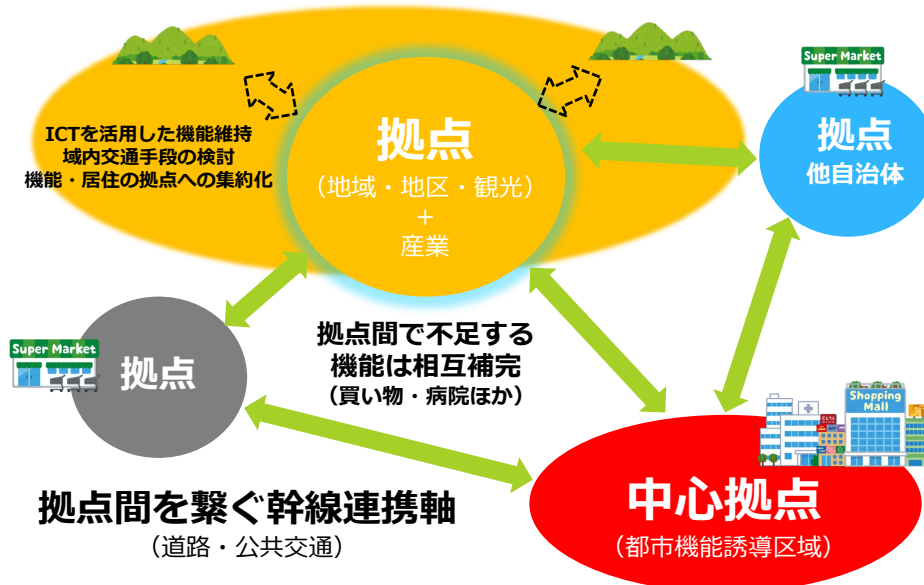 Super Market
拠点
他自治体
ICTを活用した機能維持
域内交通手段の検討
機能・居住の拠点への集約化
拠点
（地域・地区・観光）
+
産業
Super Market
拠点
拠点間で不足する
機能は相互補完
（買い物・病院ほか）
Shopping
Mall
中心拠点
（都市機能誘導区域）
拠点間を繋ぐ幹線連携軸
（道路・公共交通）